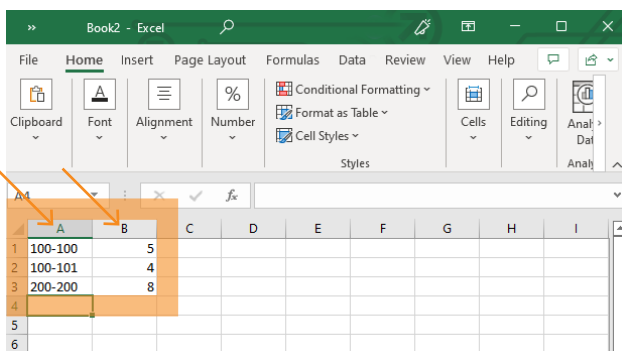 » Book2 - Excel
File Home Insert Page Layout Formulas Data Review View Help
Clipboard
Font
Alignment
%
Number
Conditional Formatting
Format as Table
Cell Styles
Styles
Cells
Editing
A4 fx
A B C D E F G H I
1 100-100 5
2 100-101 4
3 200-200 8
4
5
6